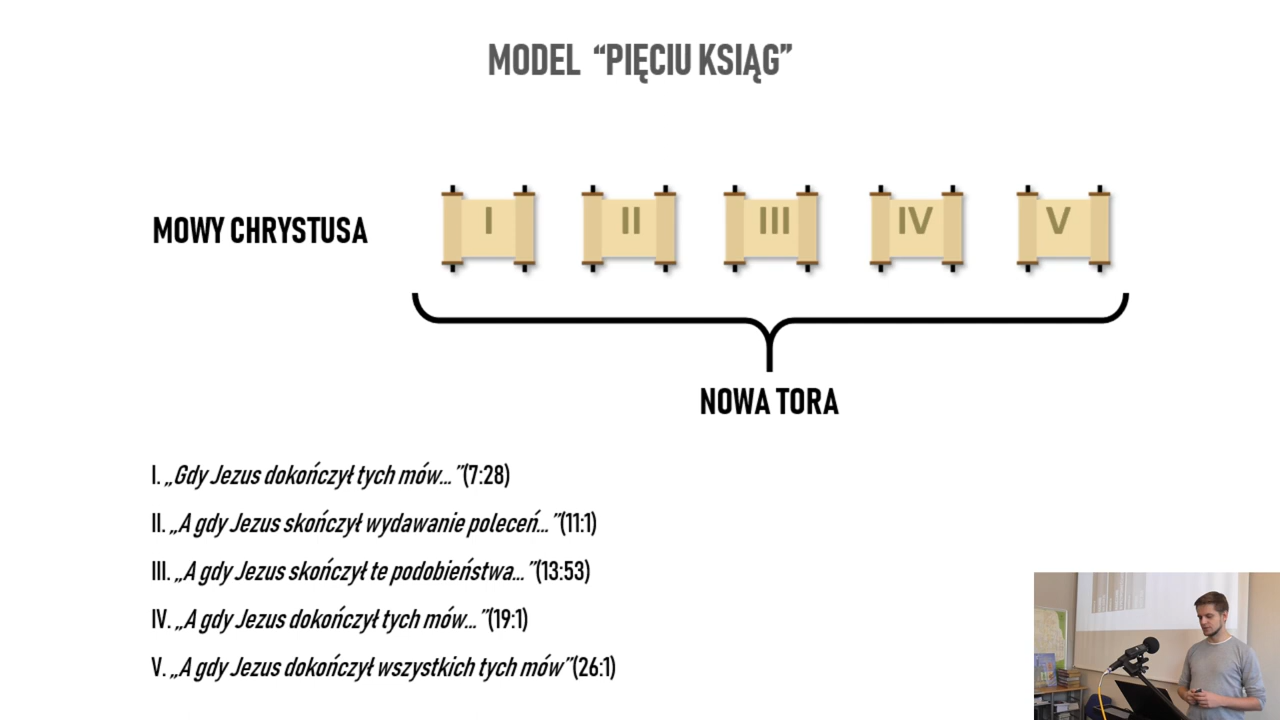 MODEL “PIĘCIU KSIĄG”
MOWY CHRYSTUSA
I
II
III
IV
V
NOWA TORA
I. „Gdy Jezus dokończył tych mów...”(7:28)
II. „A gdy Jezus skończył wydawanie poleceń...”(11:1)
III. „A gdy Jezus skończył te podobieństwa...”(13:53)
IV. „A gdy Jezus dokończył tych mów...”(19:1)
V. „A gdy Jezus dokończył wszystkich tych mów”(26:1)